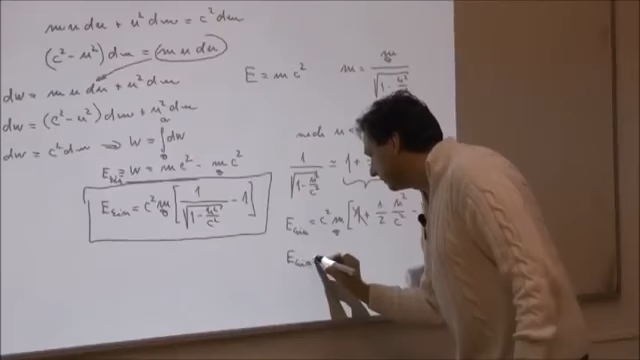 m u du + u² dm = c² dm
(c² - u²) dm = m u du
dW = m u du + u² dm
dW = (c² - u²) dm + u² dm
dW = c² dm ⇒ W = ∫₀ᵘ dW
E_kin ≡ W = m c² - m₀ c²
E_kin = c² m₀ [ 1/√(1 - u²/c²) - 1 ]
E = m c²
m = m₀/√(1 - u²/c²)
1/√(1 - u²/c²) = 1 +
E_kin = c² m₀ [ 1 + 1/2 u²/c² -
E_kin =